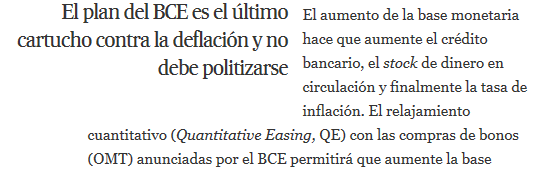 El plan del BCE es el último
cartucho contra la deflación y no
debe politizarse
El aumento de la base monetaria
hace que aumente el crédito
bancario, el stock de dinero en
circulación y finalmente la tasa de
inflación. El relajamiento
cuantitativo (Quantitative Easing, QE) con las compras de bonos
(OMT) anunciadas por el BCE permitirá que aumente la base